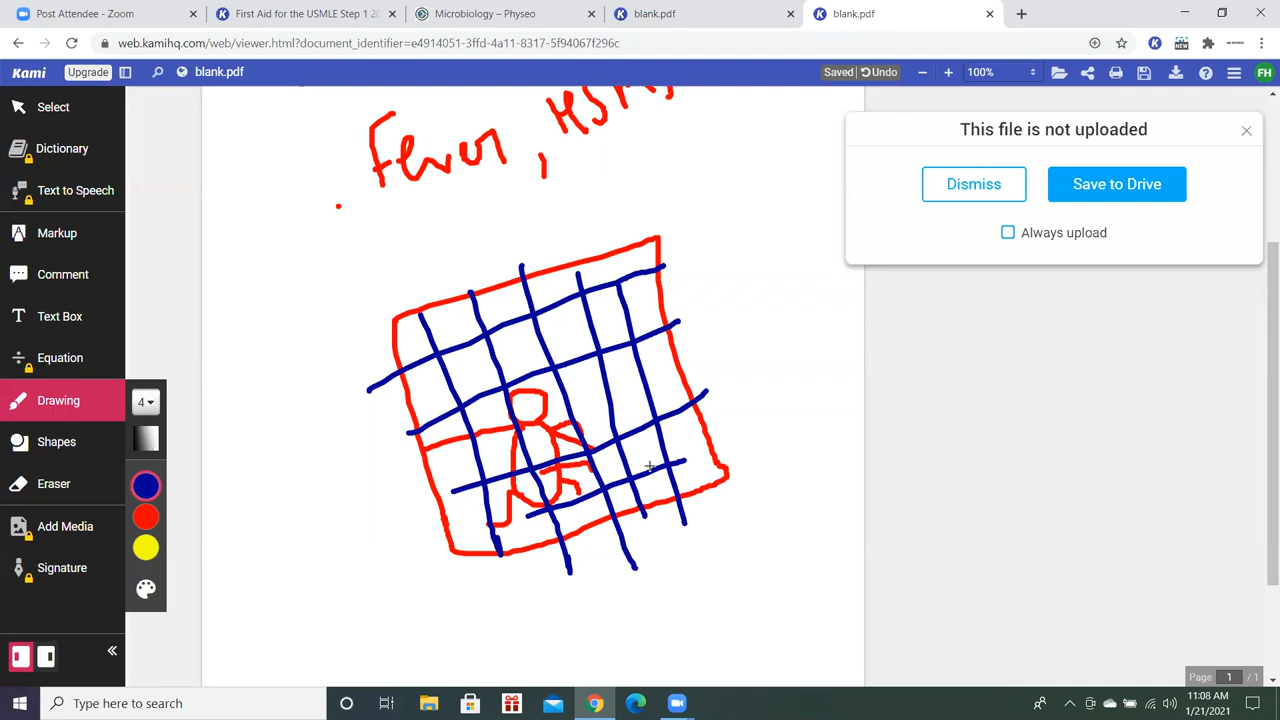 Post Attendee - Zoom
First Aid for the USMLE Step 1 20
Microbiology – Physeo
blank.pdf
blank.pdf
web.kamihq.com/web/viewer.html?document_identifier=e4914051-3ffd-4a11-8317-5f94067f296c
NEW
Kami
Upgrade
blank.pdf
Saved
Undo
100%
FH
Select
Dictionary
Text to Speech
Markup
Comment
Text Box
Equation
Drawing
Shapes
Eraser
Add Media
Signature
4
Fever,
This file is not uploaded
Dismiss
Save to Drive
Always upload
Page 1 / 1
Type here to search
11:08 AM
1/21/2021